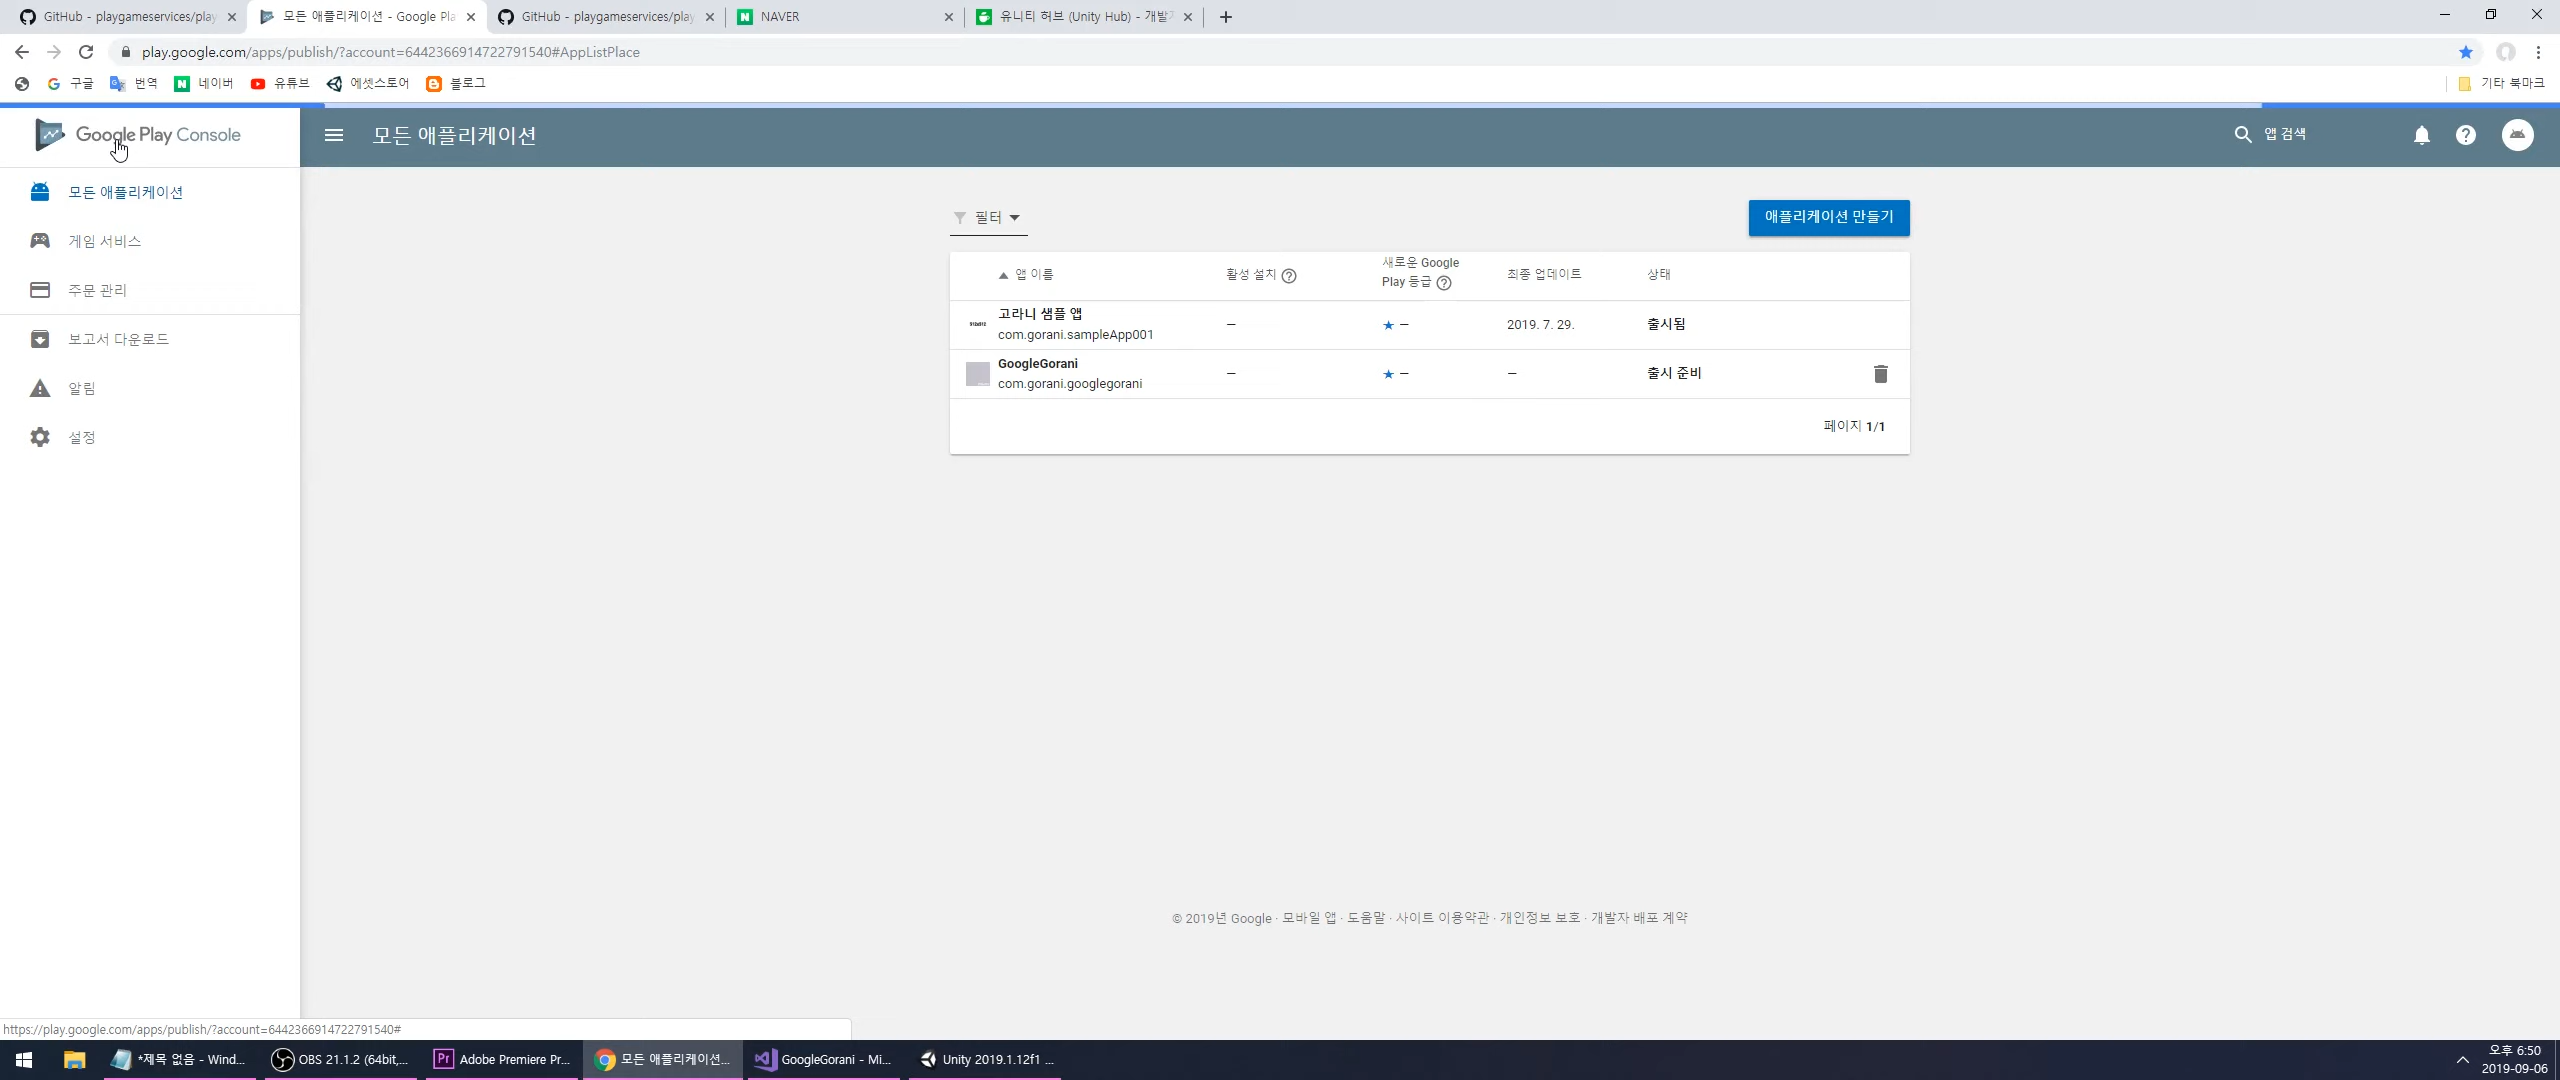 GitHub - playgameservices/play
모든 애플리케이션 - Google Pla
GitHub - playgameservices/play
NAVER
유니티 허브 (Unity Hub) - 개발
play.google.com/apps/publish/?account=6442366914722791540#AppListPlace
구글
번역
네이버
유튜브
에셋스토어
블로그
기타 북마크
Google Play Console
모든 애플리케이션
앱 검색
모든 애플리케이션
게임 서비스
주문 관리
보고서 다운로드
알림
설정
필터
애플리케이션 만들기
앱 이름
활성 설치
새로운 Google
Play 등급
최종 업데이트
상태
고라니 샘플 앱
com.gorani.sampleApp001
–
★ –
2019. 7. 29.
출시됨
GoogleGorani
com.gorani.googlegorani
–
★ –
–
출시 준비
페이지 1/1
© 2019년 Google · 모바일 앱 · 도움말 · 사이트 이용약관 · 개인정보 보호 · 개발자 배포 계약
https://play.google.com/apps/publish/?account=6442366914722791540#
*제목 없음 - Wind...
OBS 21.1.2 (64bit,...
Pr
Adobe Premiere Pr...
모든 애플리케이션...
GoogleGorani - Mi...
Unity 2019.1.12f1 ...
오후 6:50
2019-09-06